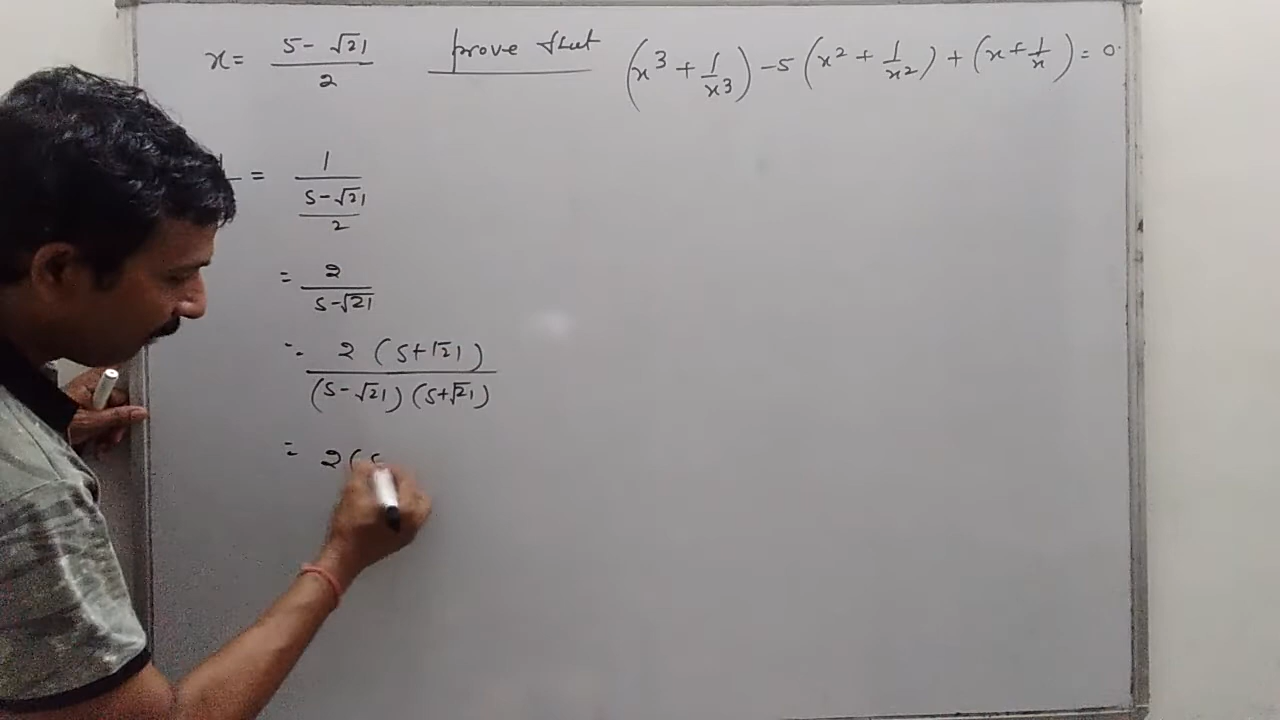 x = (5 - √21)/2 prove that (x³ + 1/x³) - 5(x² + 1/x²) + (x + 1/x) = 0.
= 1/((5 - √21)/2)
= 2/(5 - √21)
= 2 (5 + √21)/((5 - √21) (5 + √21))
= 2(5